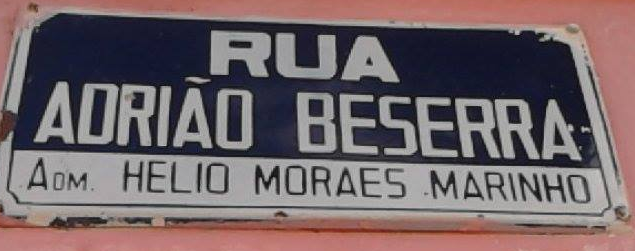 RUA
ADRIÃO BESERRA
ADM. HELIO MORAES MARINHO